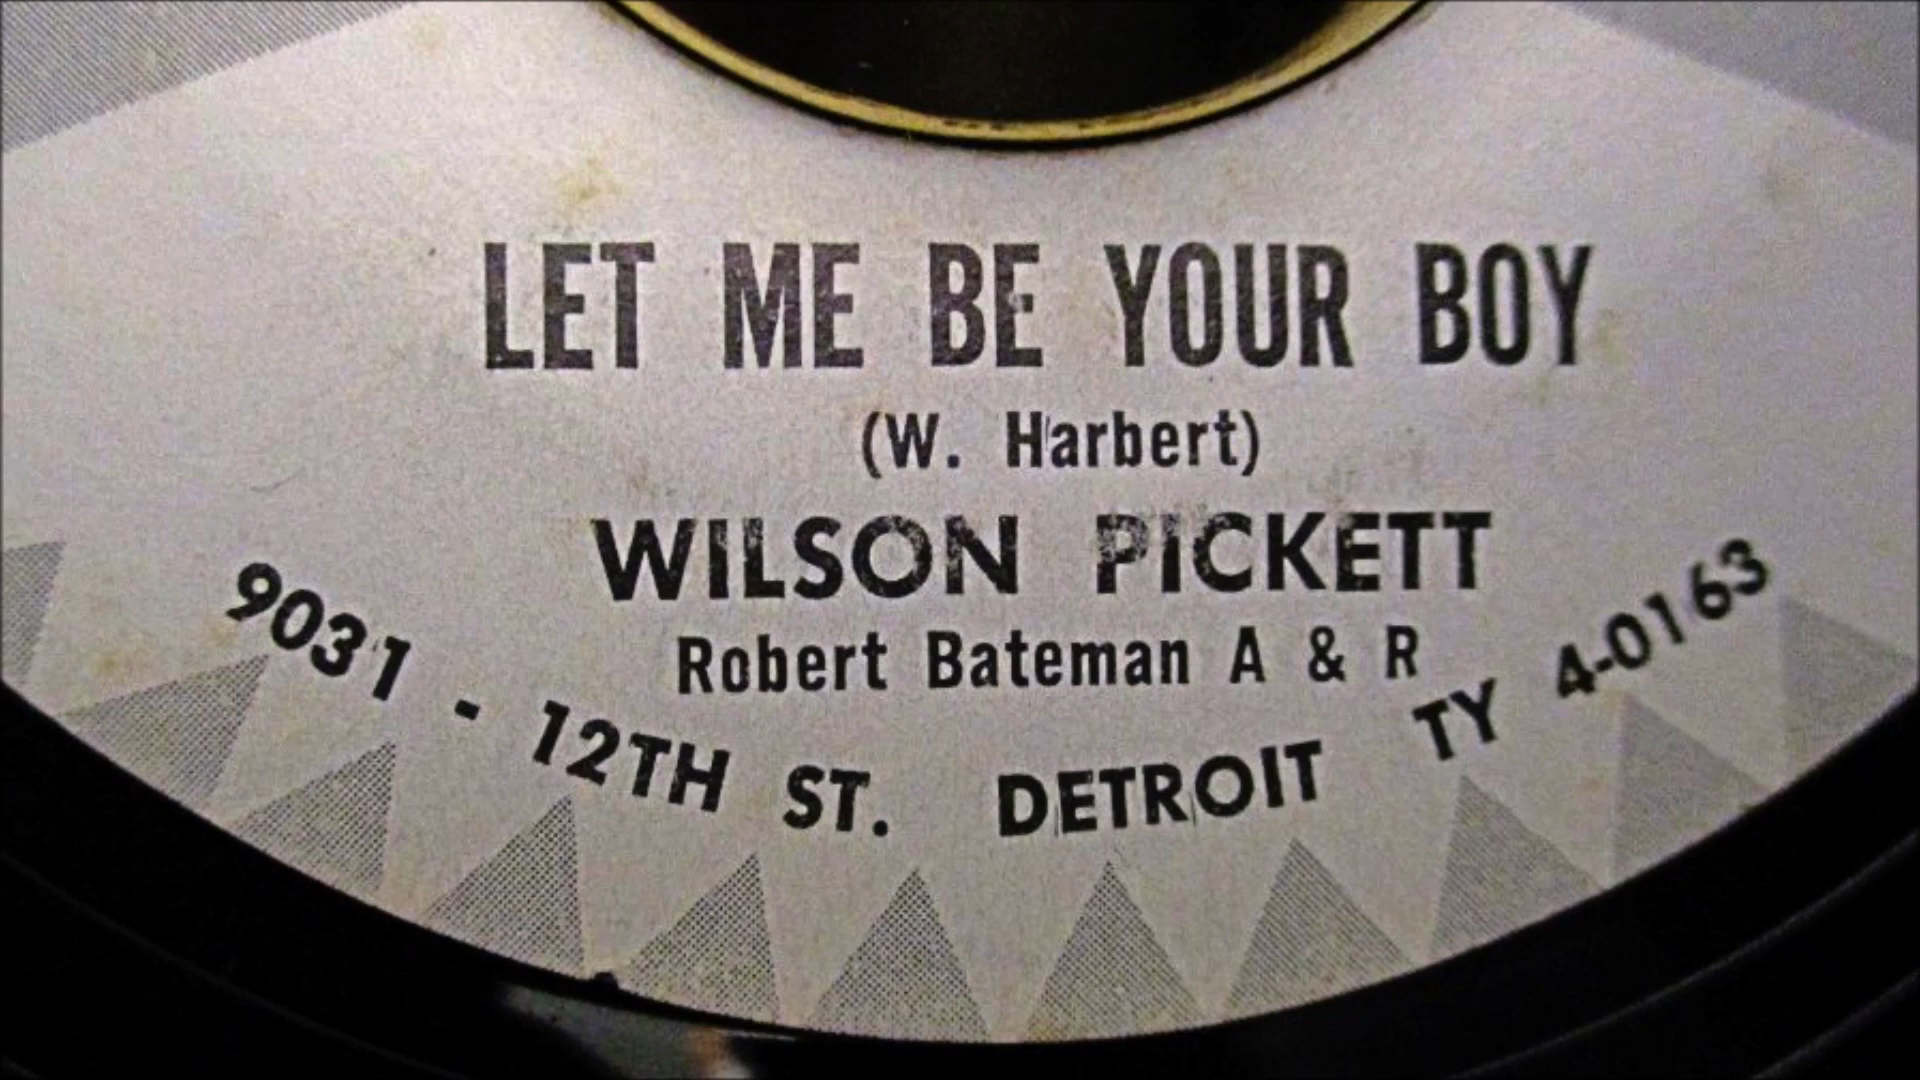 LET ME BE YOUR BOY
(W. Harbert)
WILSON PICKETT
Robert Bateman A & R
9031 - 12TH ST. DETROIT TY 4-0163